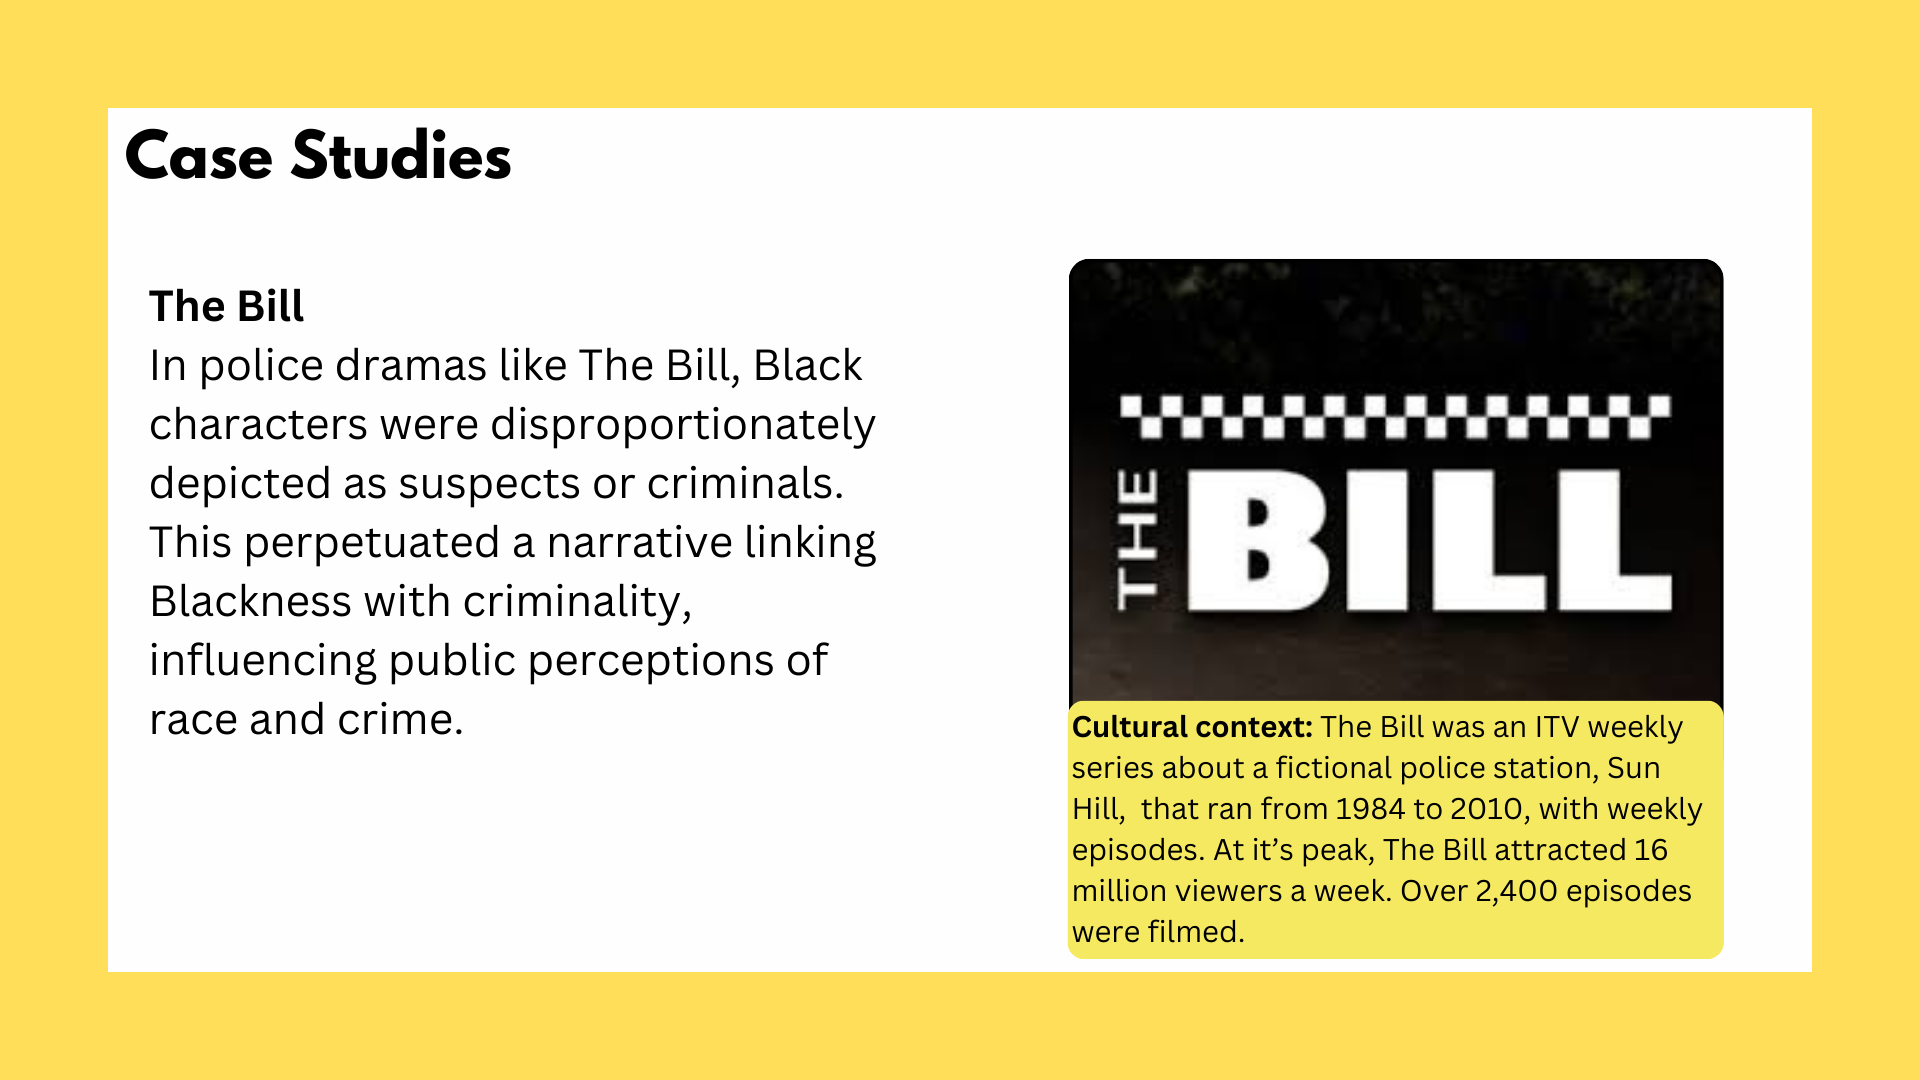 Case Studies
The Bill
In police dramas like The Bill, Black
characters were disproportionately
depicted as suspects or criminals.
This perpetuated a narrative linking
Blackness with criminality,
influencing public perceptions of
race and crime.
THE BILL
Cultural context: The Bill was an ITV weekly
series about a fictional police station, Sun
Hill,  that ran from 1984 to 2010, with weekly
episodes. At it’s peak, The Bill attracted 16
million viewers a week. Over 2,400 episodes
were filmed.